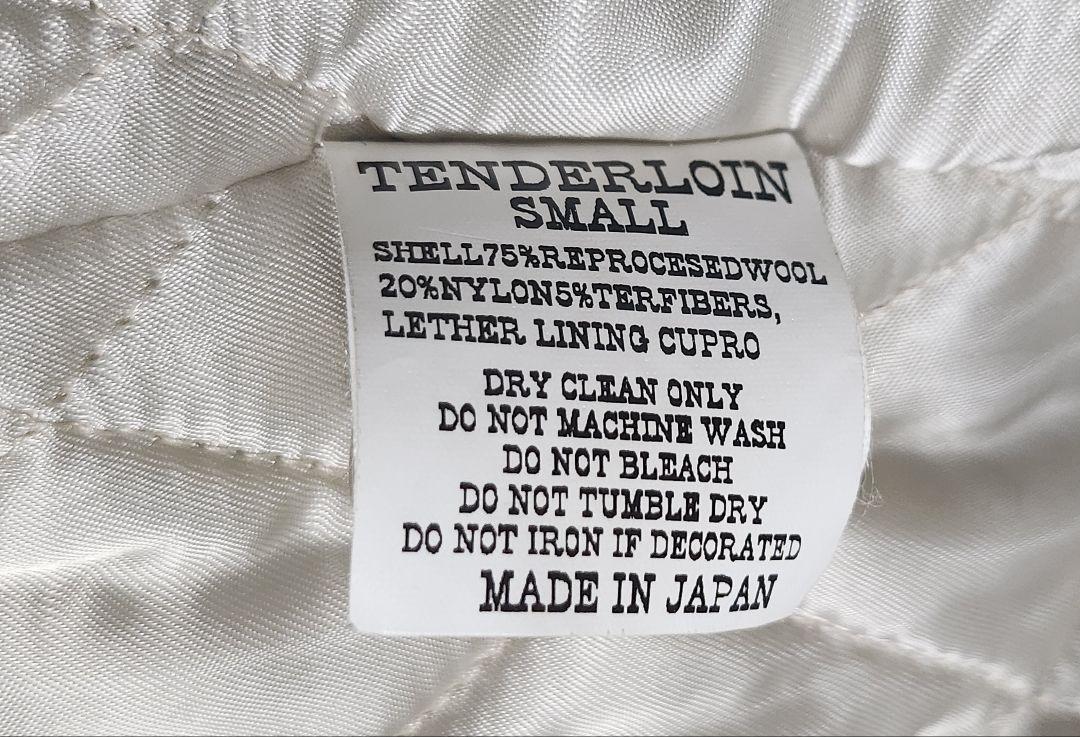 TENDERLOIN
SMALL
SHELL75%REPROCESEDWOOL
20%NYLON5%TERFIBERS,
LETHER LINING CUPRO
DRY CLEAN ONLY
DO NOT MACHINE WASH
DO NOT BLEACH
DO NOT TUMBLE DRY
DO NOT IRON IF DECORATED
MADE IN JAPAN